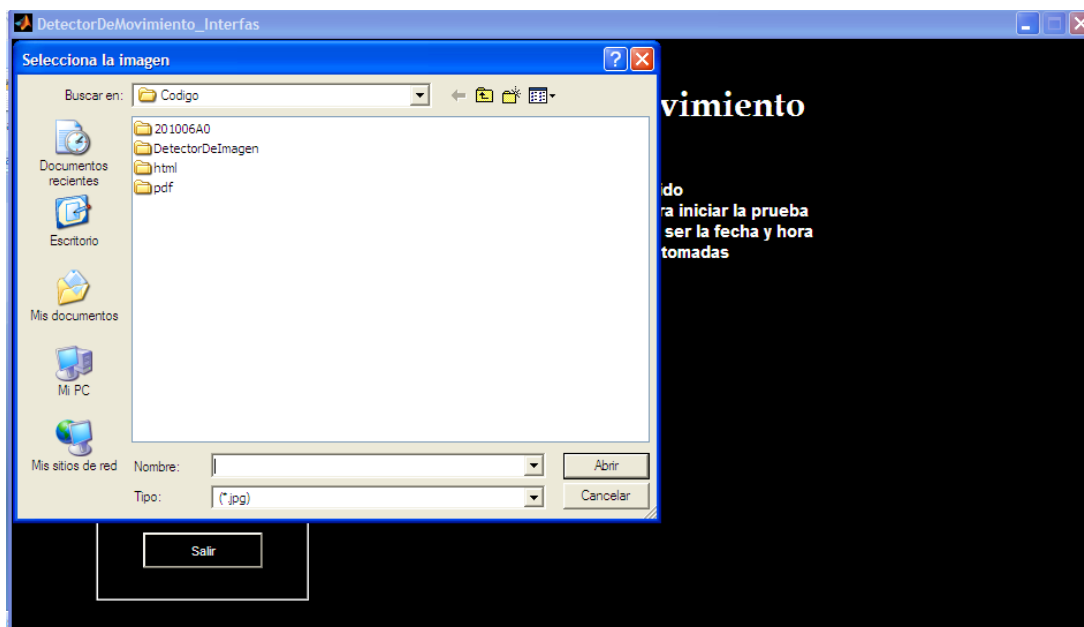 DetectorDeMovimiento_Interfas
Selecciona la imagen
Buscar en:
Codigo
201006A0
DetectorDeImagen
html
pdf
Documentos
recientes
Escritorio
Mis documentos
Mi PC
Mis sitios de red
Nombre:
Abrir
Tipo:
(*.jpg)
Cancelar
vimiento
ido
ra iniciar la prueba
ser la fecha y hora
tomadas
Salir